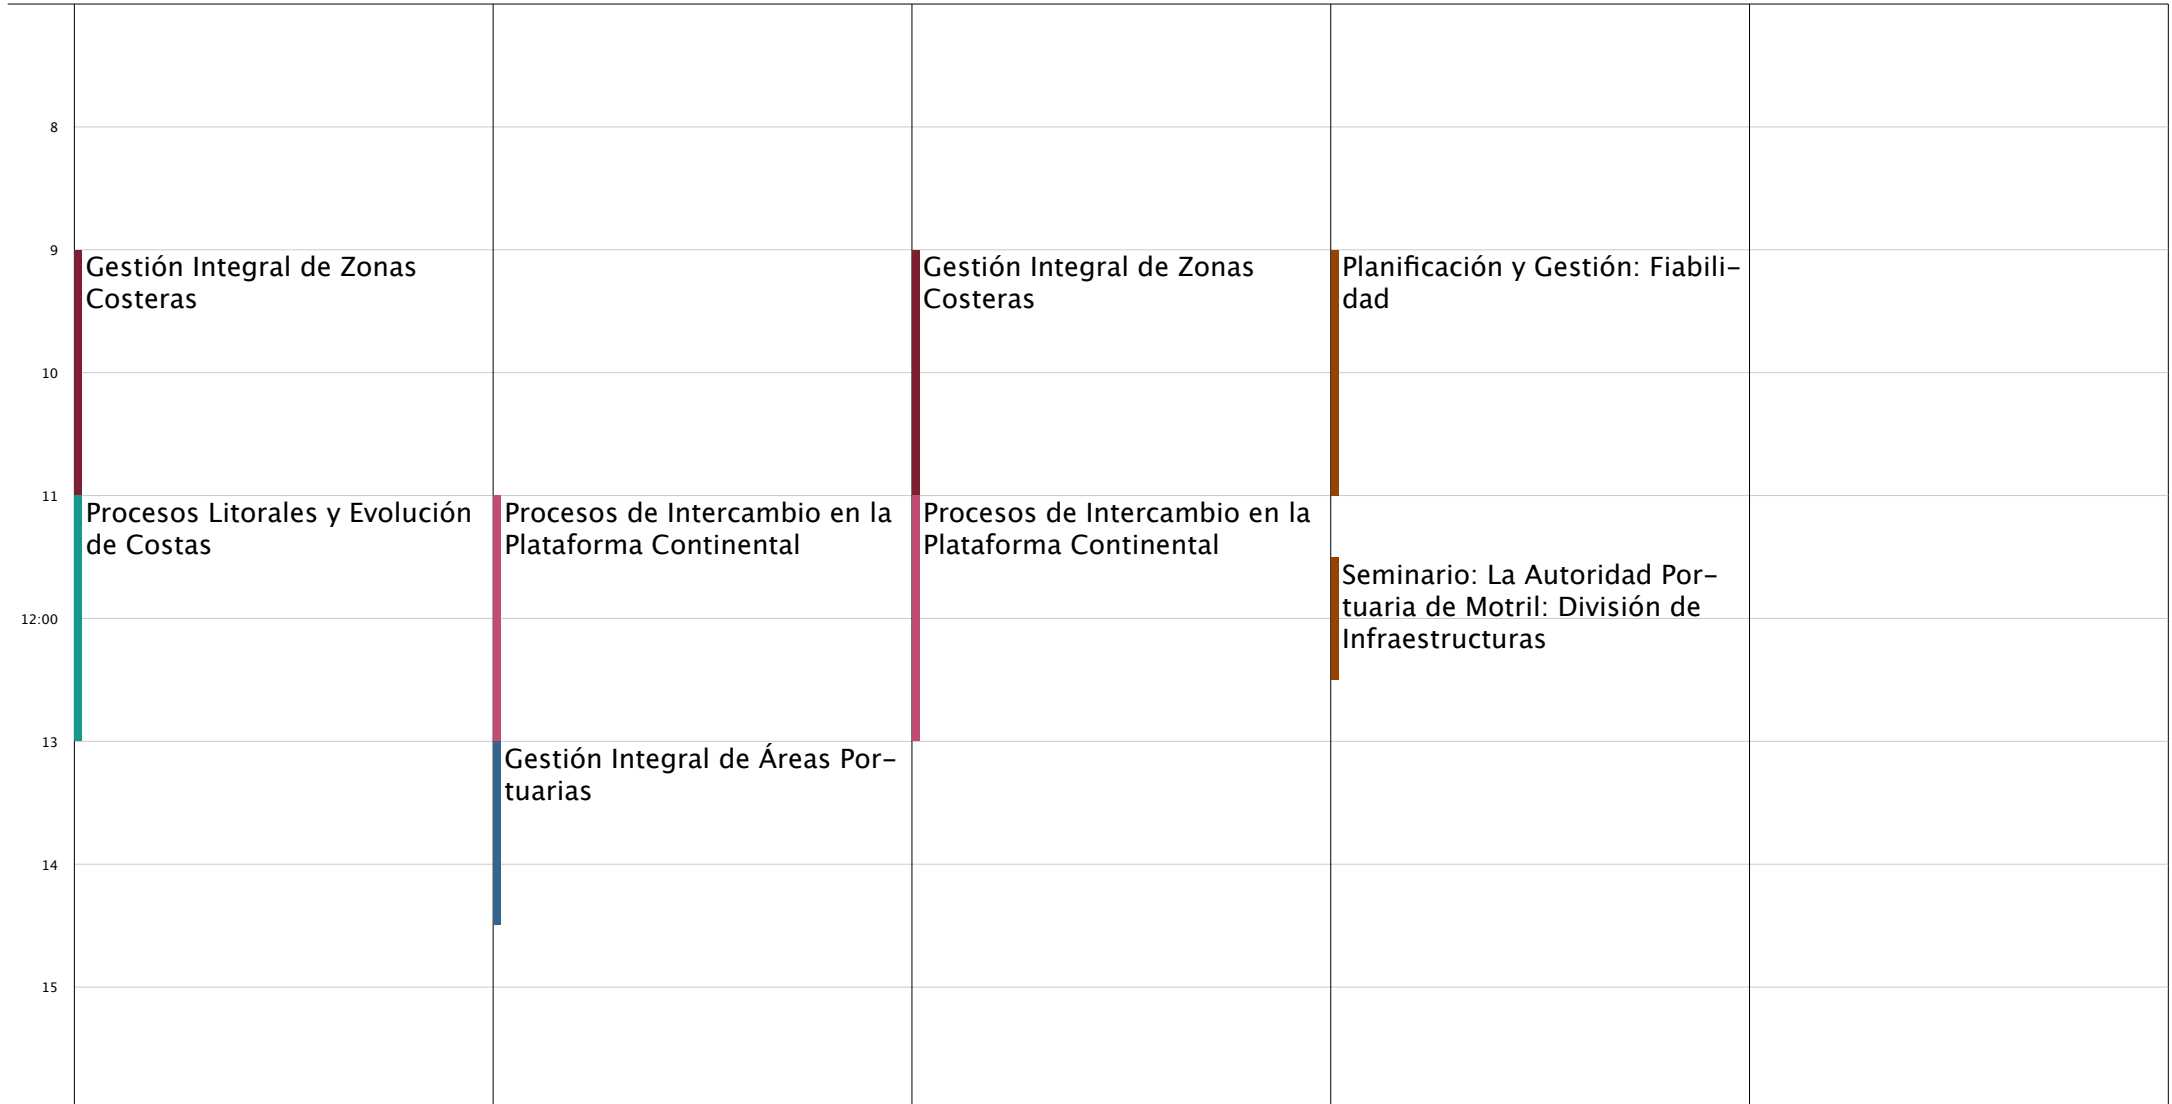 8
9
Gestión Integral de Zonas
Costeras
Gestión Integral de Zonas
Costeras
Planificación y Gestión: Fiabili-
dad
10
11
Procesos Litorales y Evolución
de Costas
Procesos de Intercambio en la
Plataforma Continental
Procesos de Intercambio en la
Plataforma Continental
Seminario: La Autoridad Por-
tuaria de Motril: División de
Infraestructuras
12:00
13
Gestión Integral de Áreas Por-
tuarias
14
15